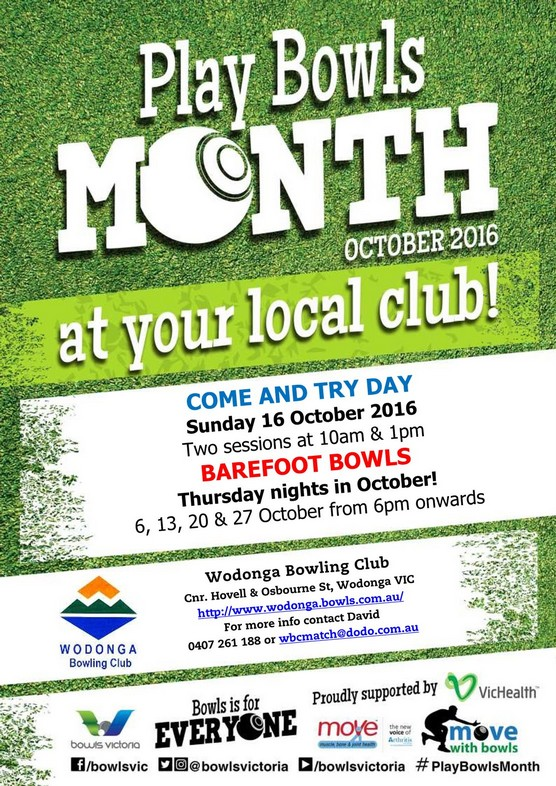 Play Bowls
MONTH
OCTOBER 2016
at your local club!
COME AND TRY DAY
Sunday 16 October 2016
Two sessions at 10am & 1pm
BAREFOOT BOWLS
Thursday nights in October!
6, 13, 20 & 27 October from 6pm onwards
Wodonga Bowling Club
Cnr. Hovell & Osbourne St, Wodonga VIC
http://www.wodonga.bowls.com.au/
For more info contact David
0407 261 188 or wbcmatch@dodo.com.au
WODONGA
Bowling Club
bowls victoria
Bowls is for
EVERYONE
Proudly supported by
VicHealth
move
muscle, bone & joint health
the new
voice of
Arthritis
move
with bowls
/bowlsvic
@bowlsvictoria
/bowlsvictoria
#PlayBowlsMonth